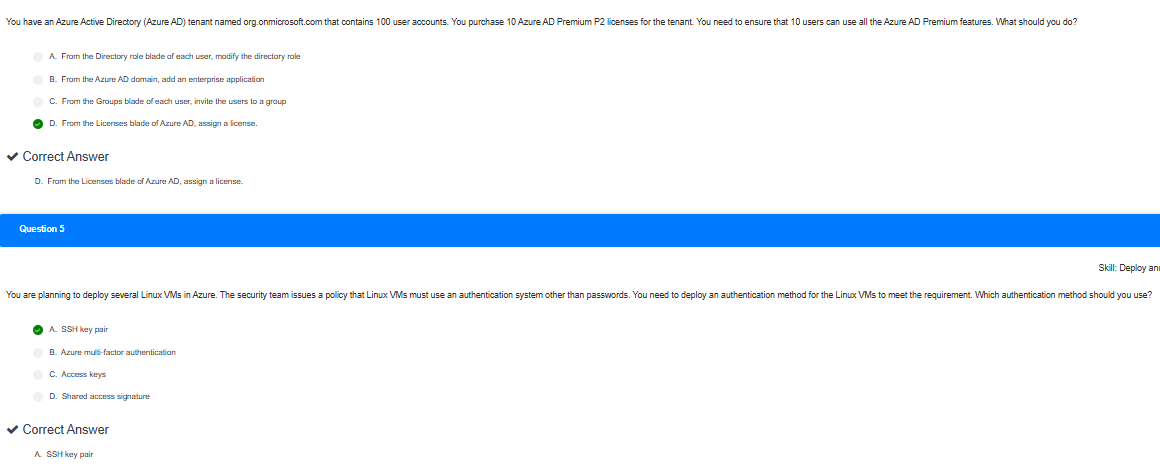 You have an Azure Active Directory (Azure AD) tenant named org.onmicrosoft.com that contains 100 user accounts. You purchase 10 Azure AD Premium P2 licenses for the tenant. You need to ensure that 10 users can use all the Azure AD Premium features. What should you do?
A. From the Directory role blade of each user, modify the directory role
B. From the Azure AD domain, add an enterprise application
C. From the Groups blade of each user, invite the users to a group
D. From the Licenses blade of Azure AD, assign a license.
Correct Answer
D. From the Licenses blade of Azure AD, assign a license.
Question 5
Skill: Deploy an
You are planning to deploy several Linux VMs in Azure. The security team issues a policy that Linux VMs must use an authentication system other than passwords. You need to deploy an authentication method for the Linux VMs to meet the requirement. Which authentication method should you use?
A. SSH key pair
B. Azure multi-factor authentication
C. Access keys
D. Shared access signature
Correct Answer
A. SSH key pair